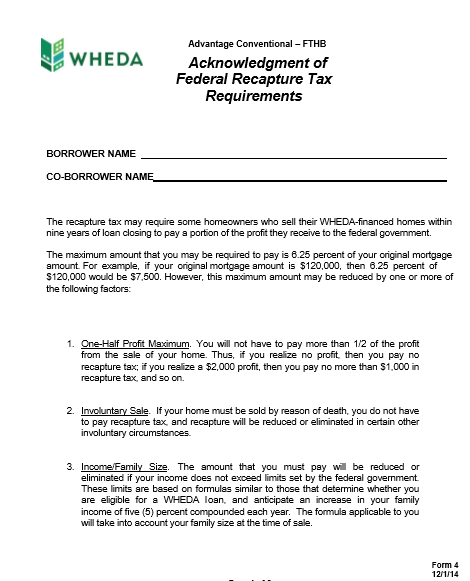 WHEDA
Advantage Conventional – FTHB
Acknowledgment of
Federal Recapture Tax
Requirements
BORROWER NAME
CO-BORROWER NAME
The recapture tax may require some homeowners who sell their WHEDA-financed homes within
nine years of loan closing to pay a portion of the profit they receive to the federal government.
The maximum amount that you may be required to pay is 6.25 percent of your original mortgage
amount. For example, if your original mortgage amount is $120,000, then 6.25 percent of
$120,000 would be $7,500. However, this maximum amount may be reduced by one or more of
the following factors:
1. One-Half Profit Maximum. You will not have to pay more than 1/2 of the profit
from the sale of your home. Thus, if you realize no profit, then you pay no
recapture tax; if you realize a $2,000 profit, then you pay no more than $1,000 in
recapture tax, and so on.
2. Involuntary Sale. If your home must be sold by reason of death, you do not have
to pay recapture tax, and recapture will be reduced or eliminated in certain other
involuntary circumstances.
3. Income/Family Size. The amount that you must pay will be reduced or
eliminated if your income does not exceed limits set by the federal government.
These limits are based on formulas similar to those that determine whether you
are eligible for a WHEDA loan, and anticipate an increase in your family
income of five (5) percent compounded each year. The formula applicable to you
will take into account your family size at the time of sale.
Form 4
12/1/14